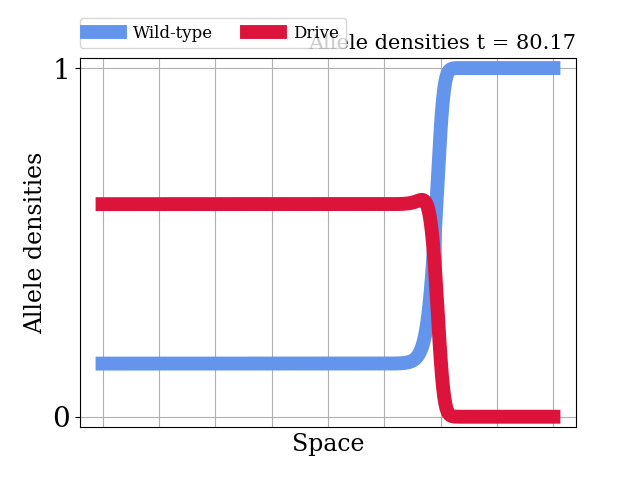 Wild-type
Drive
Allele densities t = 80.17
1
Allele densities
0
Space